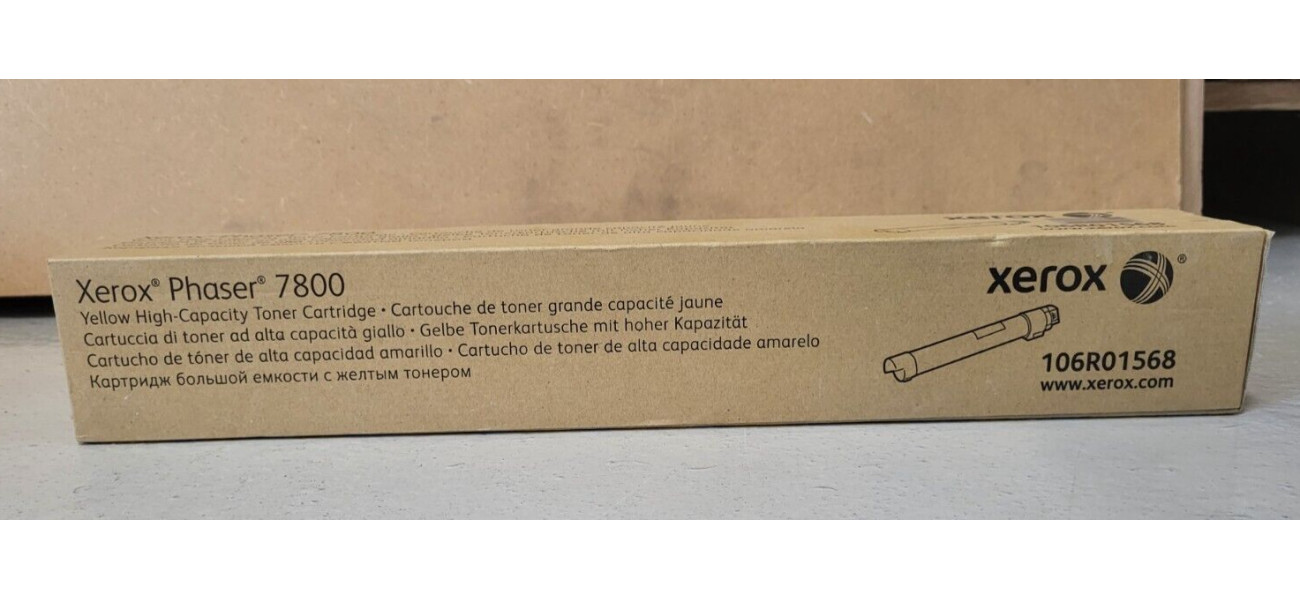 xerox
Xerox® Phaser® 7800
Yellow High-Capacity Toner Cartridge • Cartouche de toner grande capacité jaune
Cartuccia di toner ad alta capacità giallo • Gelbe Tonerkartusche mit hoher Kapazität
Cartucho de tóner de alta capacidad amarillo • Cartucho de toner de alta capacidade amarelo
Картридж большой емкости с желтым тонером
xerox ®
106R01568
www.xerox.com